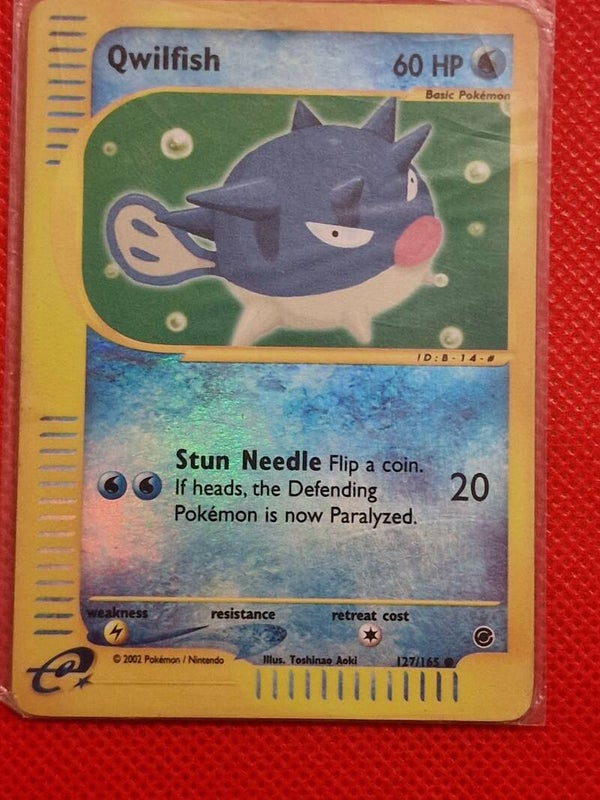 Qwilfish 60 HP
Basic Pokémon
ID:B-14-#
Stun Needle Flip a coin.
If heads, the Defending
Pokémon is now Paralyzed.
20
weakness resistance retreat cost
© 2002 Pokémon / Nintendo Illus. Toshinao Aoki 127/165
e